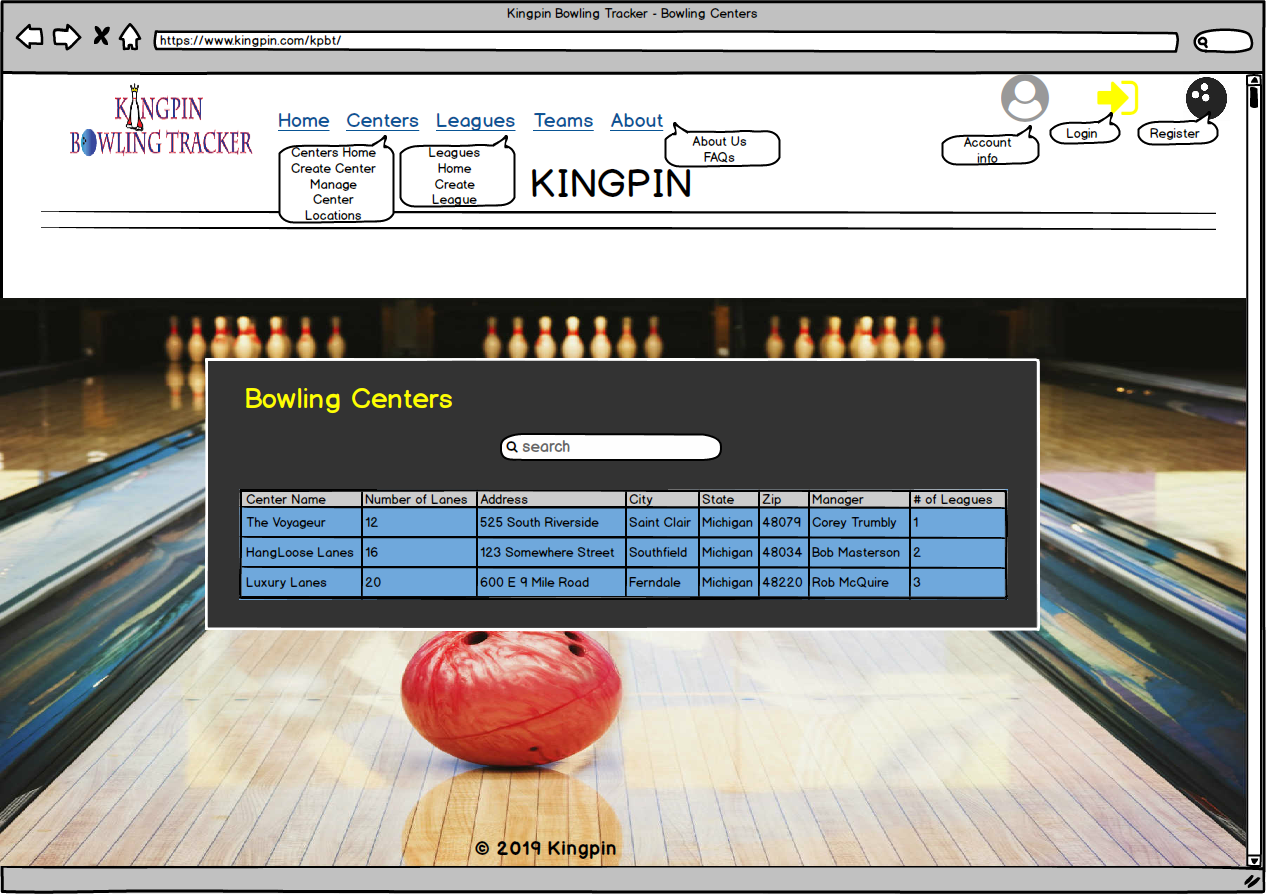 Kingpin Bowling Tracker - Bowling Centers
https://www.kingpin.com/kpbt/
KINGPIN
BOWLING TRACKER
Home Centers Leagues Teams About
Centers Home
Create Center
Manage
Center
Locations
Leagues
Home
Create
League
About Us
FAQs
Account
info
Login
Register
KINGPIN
Bowling Centers
search
Center Name Number of Lanes Address City State Zip Manager # of Leagues
The Voyageur 12 525 South Riverside Saint Clair Michigan 48079 Corey Trumbly 1
HangLoose Lanes 16 123 Somewhere Street Southfield Michigan 48034 Bob Masterson 2
Luxury Lanes 20 600 E 9 Mile Road Ferndale Michigan 48220 Rob McQuire 3
© 2019 Kingpin